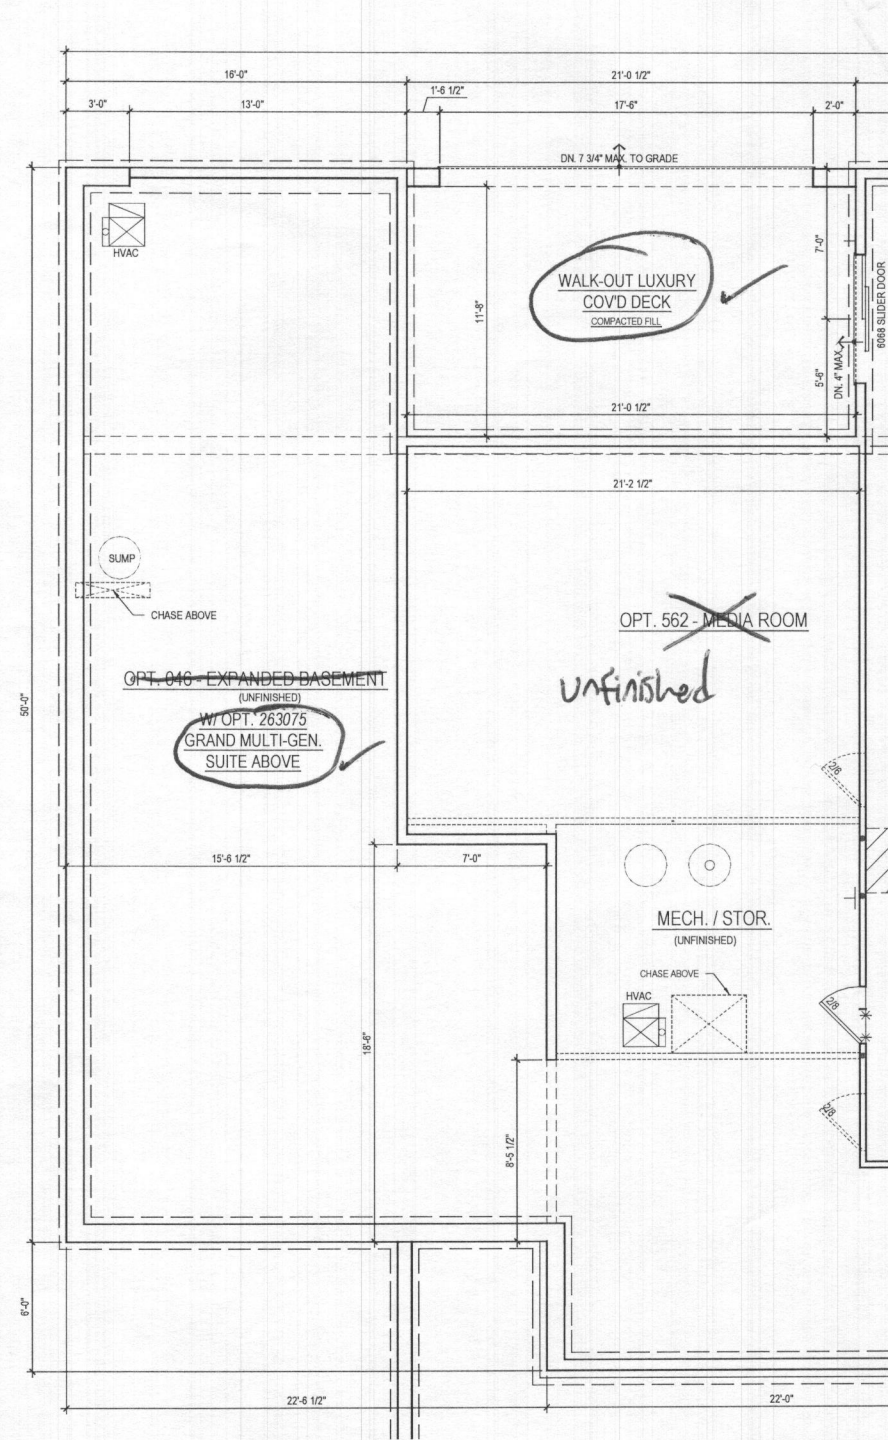 16'-0"
21'-0 1/2"
3'-0"
13'-0"
1'-6 1/2"
17'-6"
2'-0"
DN. 7 3/4" MAX. TO GRADE
HVAC
7'-0"
WALK-OUT LUXURY
COV'D DECK
COMPACTED FILL
11'-8"
6068 SLIDER DOOR
5'-6"
DN. 4" MAX.
21'-0 1/2"
21'-2 1/2"
SUMP
CHASE ABOVE
OPT. 562 - MEDIA ROOM
unfinished
OPT. 046 - EXPANDED BASEMENT
(UNFINISHED)
W/ OPT. 263075
GRAND MULTI-GEN.
SUITE ABOVE
50'-0"
2/8
15'-6 1/2"
7'-0"
MECH. / STOR.
(UNFINISHED)
CHASE ABOVE
HVAC
2/8
18'-6"
2/8
8'-5 1/2"
6'-0"
22'-6 1/2"
22'-0"